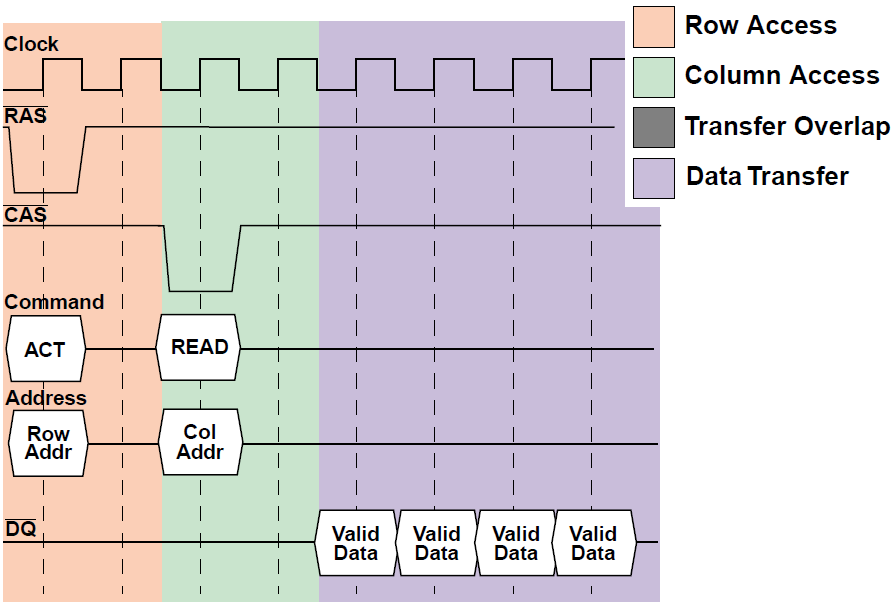 Clock
Row Access
Column Access
Transfer Overlap
Data Transfer
RAS
CAS
Command
ACT
READ
Address
Row
Addr
Col
Addr
DQ
Valid
Data
Valid
Data
Valid
Data
Valid
Data